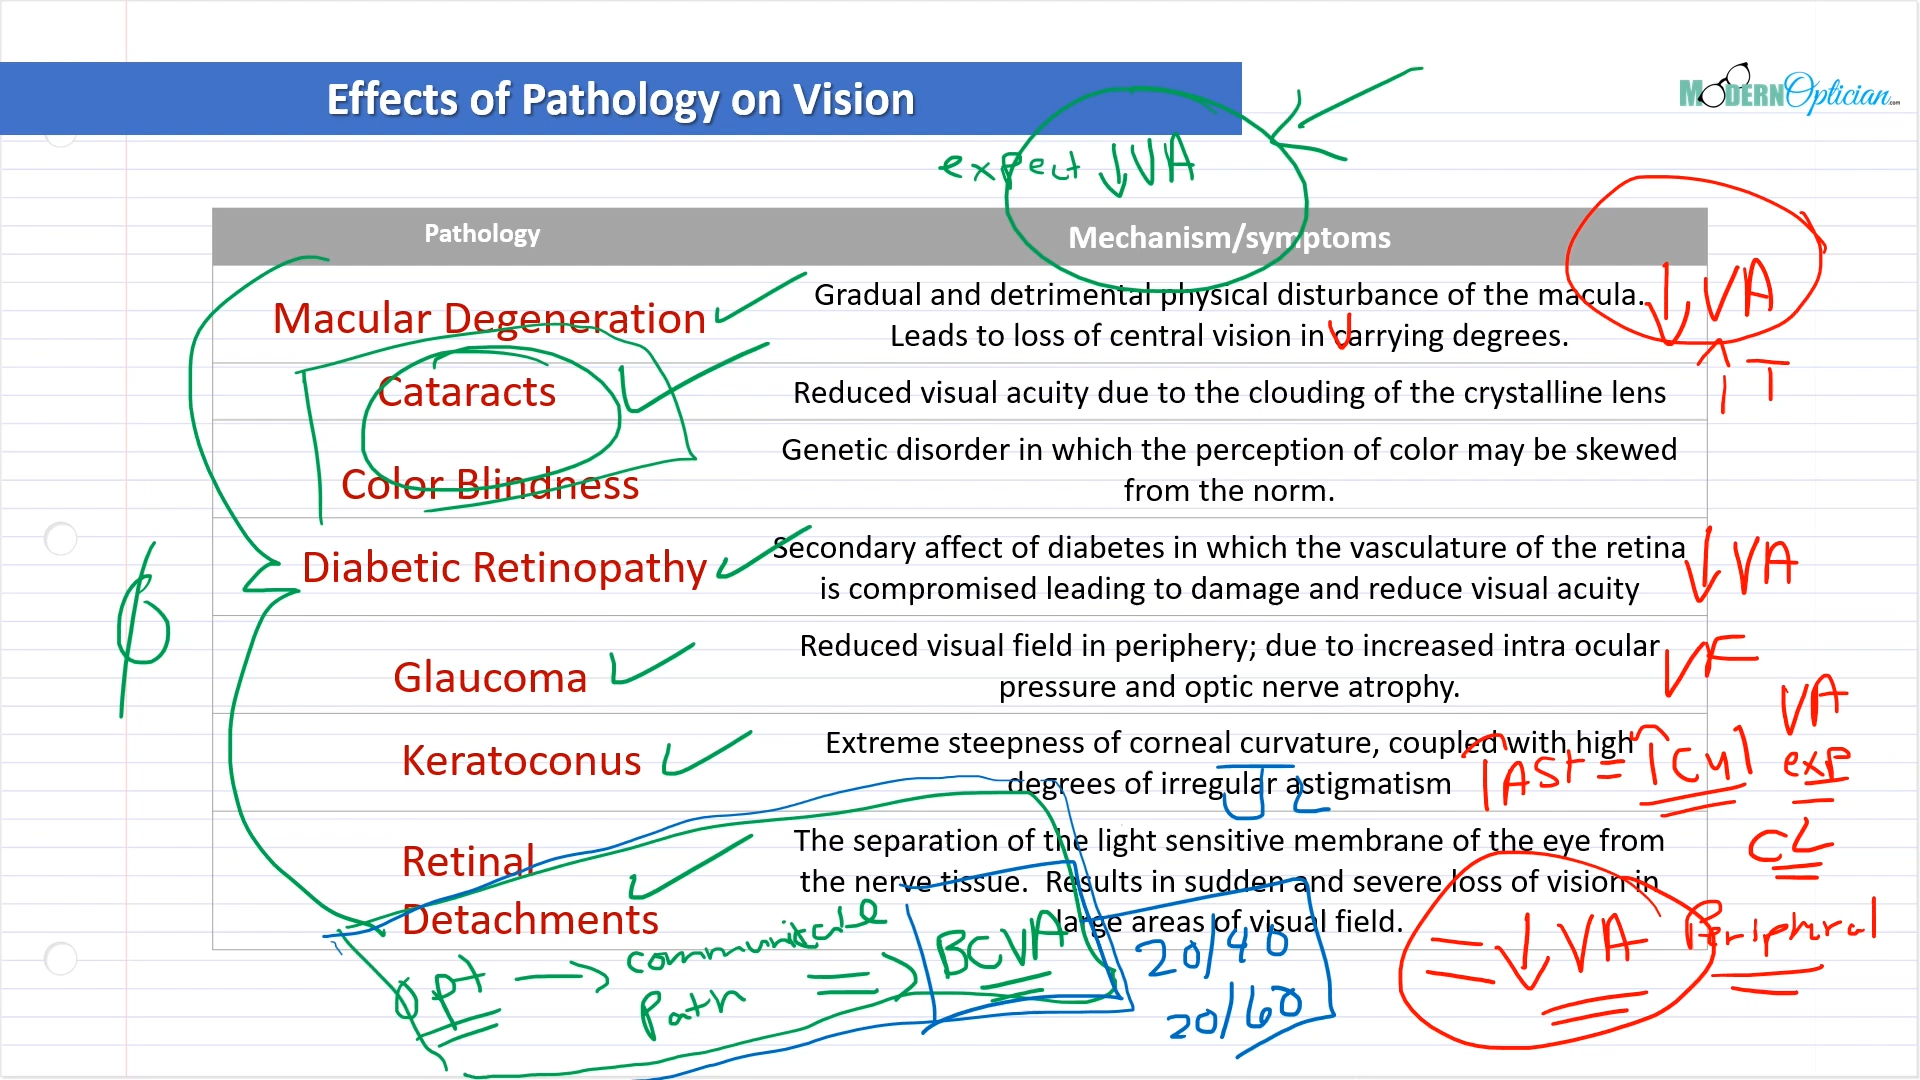 Effects of Pathology on Vision
MODERNOptician.com
expect ↓VA
Pathology
Mechanism/symptoms
Macular Degeneration
Gradual and detrimental physical disturbance of the macula.
Leads to loss of central vision in carrying degrees.
V
↓VA
Cataracts
Reduced visual acuity due to the clouding of the crystalline lens
Color Blindness
Genetic disorder in which the perception of color may be skewed
from the norm.
Diabetic Retinopathy
Secondary affect of diabetes in which the vasculature of the retina
is compromised leading to damage and reduce visual acuity
↓VA
Glaucoma
Reduced visual field in periphery; due to increased intra ocular
pressure and optic nerve atrophy.
VF
Keratoconus
Extreme steepness of corneal curvature, coupled with high
degrees of irregular astigmatism
↑Ast = ↑Cyl
VA
exp
CL
Retinal
Detachments
The separation of the light sensitive membrane of the eye from
the nerve tissue. Results in sudden and severe loss of vision in
large areas of visual field.
= ↓VA
Peripheral
Opt → path ⇒ BCVA
20/40
20/60